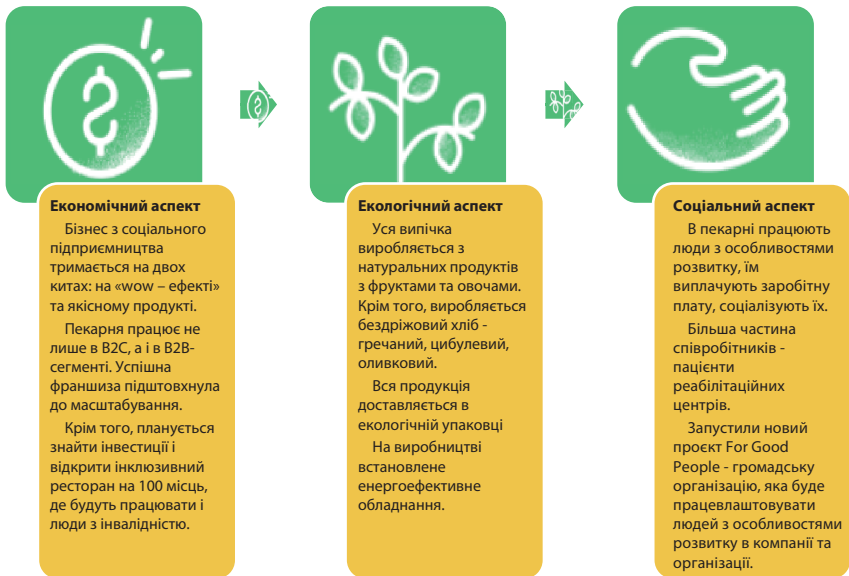 Економічний аспект
Бізнес з соціального
підприємництва
тримається на двох
китах: на «wow – ефекті»
та якісному продукті.
Пекарня працює не
лише в B2C, а і в B2B-
сегменті. Успішна
франшиза підштовхнула
до масштабування.
Крім того, планується
знайти інвестиції і
відкрити інклюзивний
ресторан на 100 місць,
де будуть працювати і
люди з інвалідністю.
Екологічний аспект
Уся випічка
виробляється з
натуральних продуктів
з фруктами та овочами.
Крім того, виробляється
бездріжовий хліб -
гречаний, цибулевий,
оливковий.
Вся продукція
доставляється в
екологічній упаковці
На виробництві
встановлене
енергоефективне
обладнання.
Соціальний аспект
В пекарні працюють
люди з особливостями
розвитку, їм
виплачують заробітну
плату, соціалізують їх.
Більша частина
співробітників -
пацієнти
реабілітаційних
центрів.
Запустили новий
проєкт For Good
People - громадську
організацію, яка буде
працевлаштовувати
людей з особливостями
розвитку в компанії та
організації.